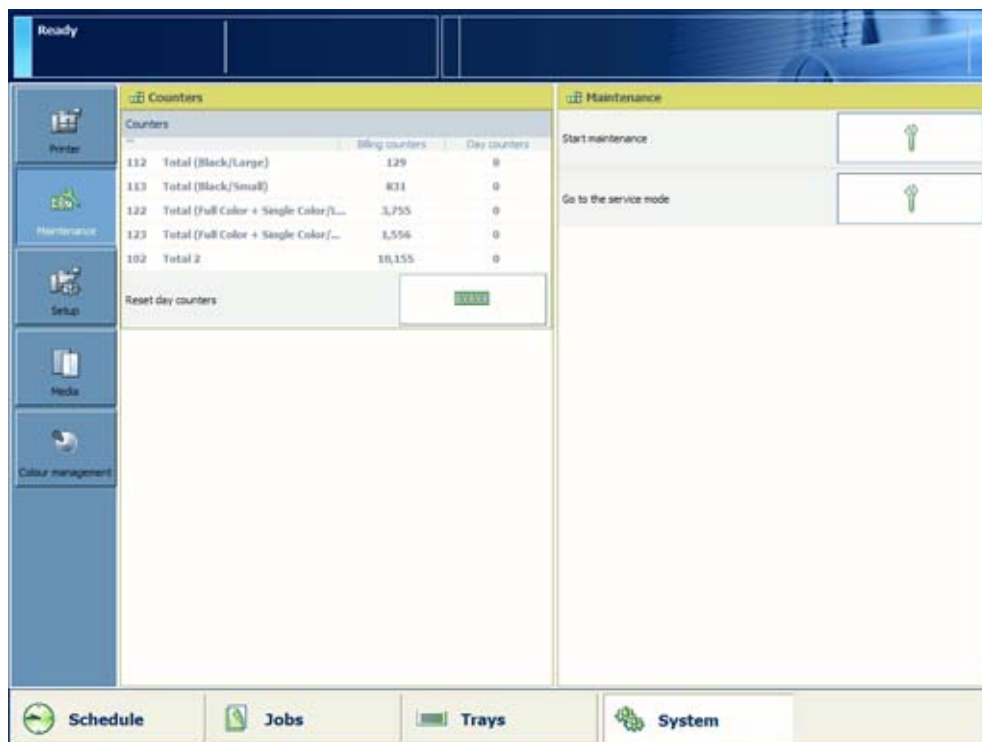 Ready
Printer
Maintenance
Setup
Media
Colour management
Counters
Counters
Billing counters Day counters
112 Total (Black/Large) 129 0
113 Total (Black/Small) 831 0
122 Total (Full Color + Single Color/L... 3,755 0
123 Total (Full Color + Single Color/... 1,556 0
102 Total 2 10,155 0
Reset day counters
Maintenance
Start maintenance
Go to the service mode
Schedule
Jobs
Trays
System